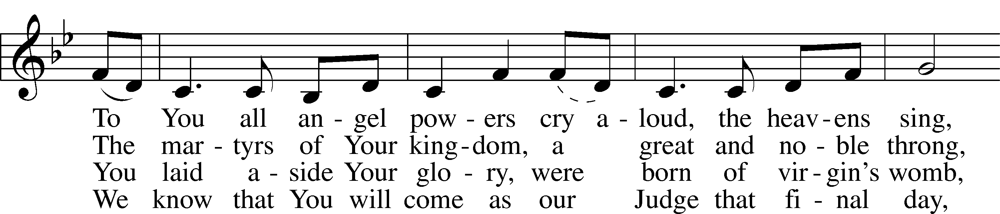 To You all an - gel pow - ers cry a - loud, the heav - ens sing,
The mar - tyrs of Your king - dom, a great and no - ble throng,
You laid a - side Your glo - ry, were born of vir - gin's womb,
We know that You will come as our Judge that fi - nal day,